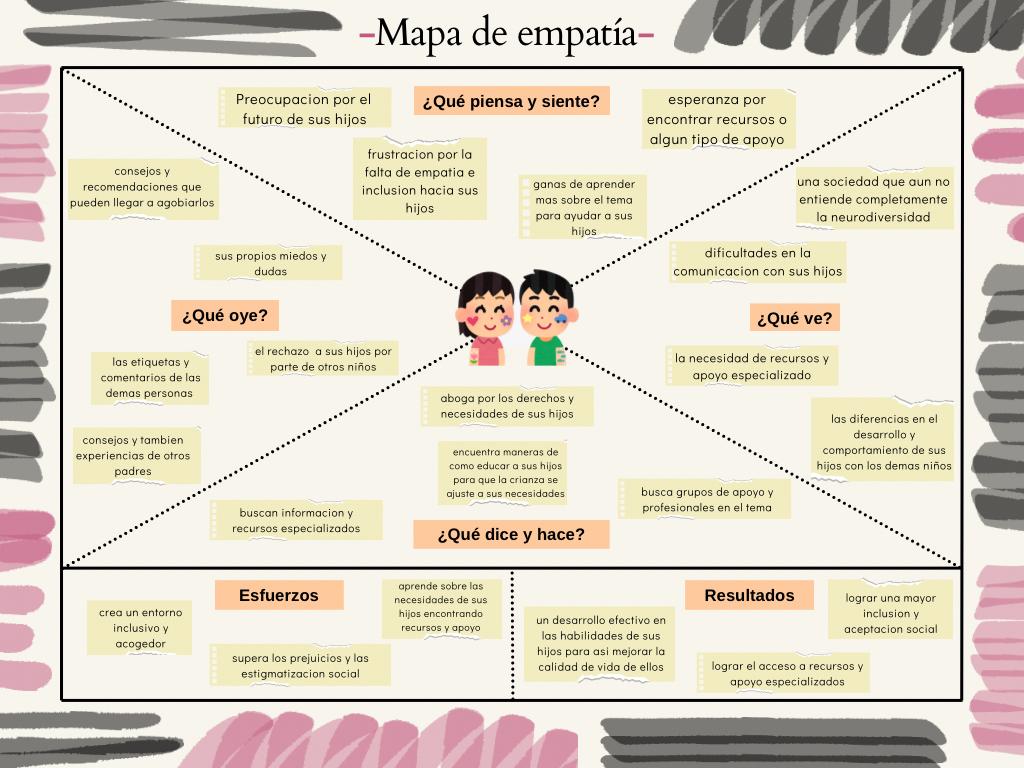 -Mapa de empatía-
¿Qué piensa y siente?
Preocupacion por el
futuro de sus hijos
frustracion por la
falta de empatia e
inclusion hacia sus
hijos
ganas de aprender
mas sobre el tema
para ayudar a sus
hijos
esperanza por
encontrar recursos o
algun tipo de apoyo
consejos y
recomendaciones que
pueden llegar a agobiarlos
sus propios miedos y
dudas
¿Qué oye?
las etiquetas y
comentarios de las
demas personas
el rechazo a sus hijos por
parte de otros niños
consejos y tambien
experiencias de otros
padres
una sociedad que aun no
entiende completamente
la neurodiversidad
dificultades en la
comunicacion con sus hijos
¿Qué ve?
la necesidad de recursos y
apoyo especializado
las diferencias en el
desarrollo y
comportamiento de sus
hijos con los demas niños
aboga por los derechos y
necesidades de sus hijos
encuentra maneras de
como educar a sus hijos
para que la crianza se
ajuste a sus necesidades
buscan informacion y
recursos especializados
busca grupos de apoyo y
profesionales en el tema
¿Qué dice y hace?
Esfuerzos
crea un entorno
inclusivo y
acogedor
aprende sobre las
necesidades de sus
hijos encontrando
recursos y apoyo
supera los prejuicios y las
estigmatizacion social
Resultados
un desarrollo efectivo en
las habilidades de sus
hijos para asi mejorar la
calidad de vida de ellos
lograr una mayor
inclusion y
aceptacion social
lograr el acceso a recursos y
apoyo especializados